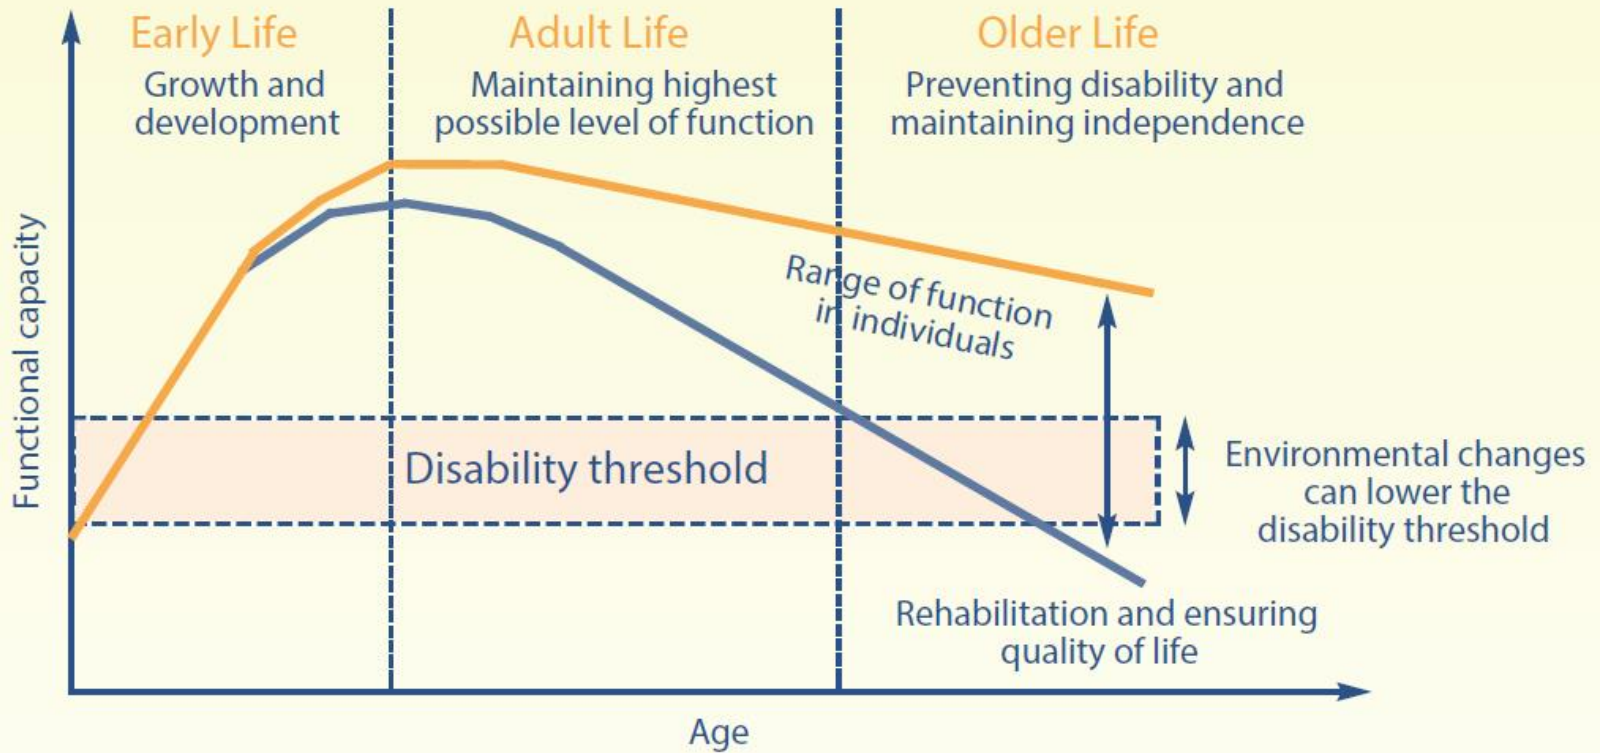 Early Life
Growth and
development
Adult Life
Maintaining highest
possible level of function
Older Life
Preventing disability and
maintaining independence
Functional capacity
Range of function
in individuals
Disability threshold
Environmental changes
can lower the
disability threshold
Rehabilitation and ensuring
quality of life
Age